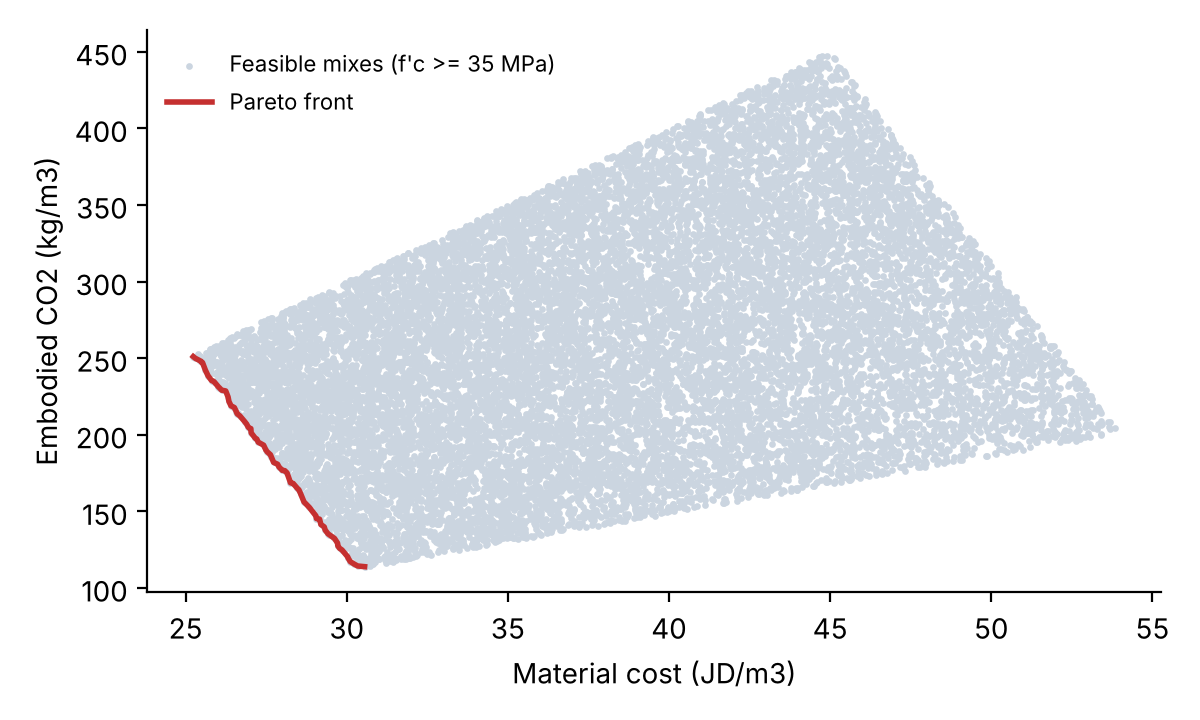 Feasible mixes (f'c >= 35 MPa)
Pareto front
Embodied CO2 (kg/m3)
450
400
350
300
250
200
150
100
25 30 35 40 45 50 55
Material cost (JD/m3)